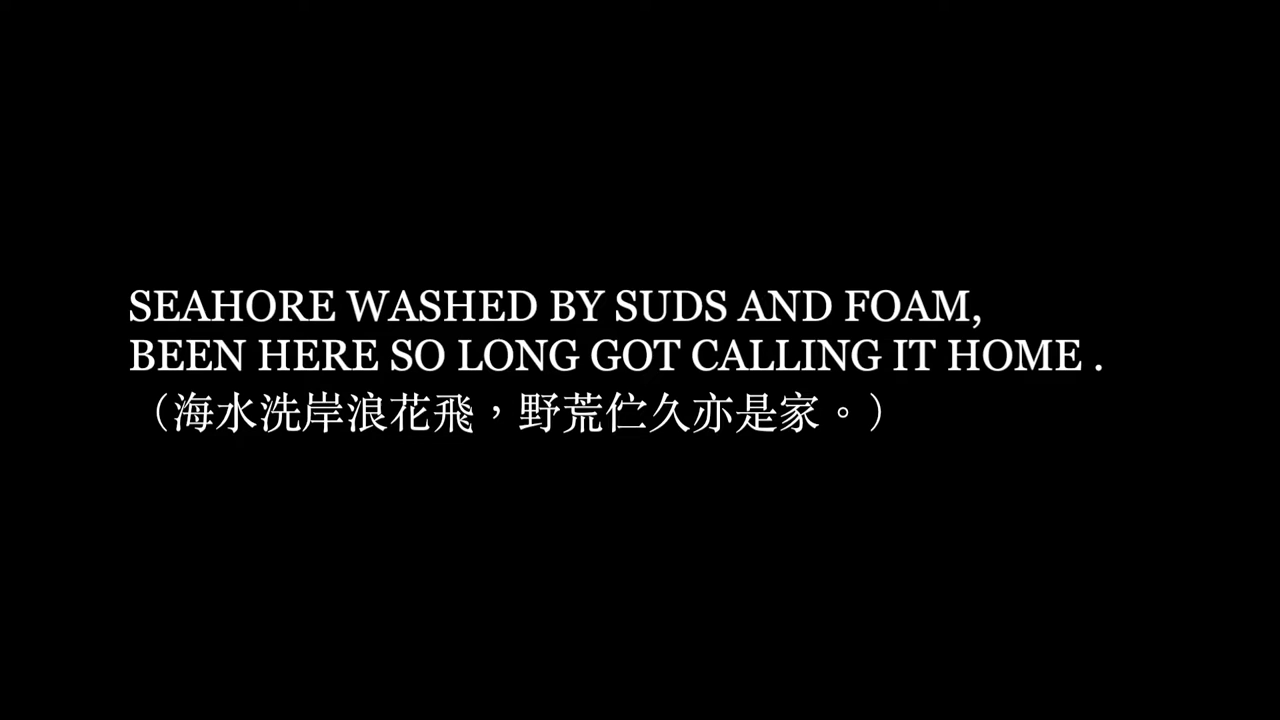 SEAHORE WASHED BY SUDS AND FOAM,
BEEN HERE SO LONG GOT CALLING IT HOME .
（海水洗岸浪花飛，野荒伫久亦是家。）